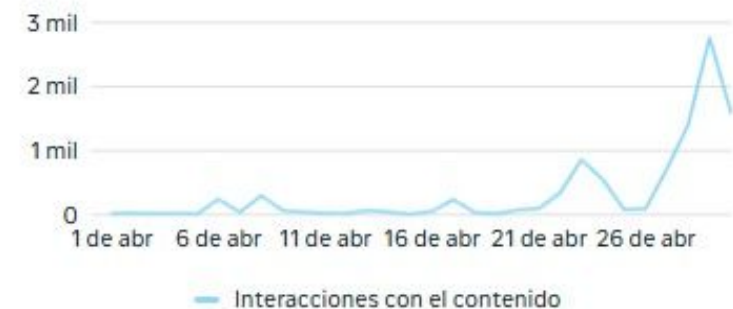 3 mil
2 mil
1 mil
0
1 de abr 6 de abr 11 de abr 16 de abr 21 de abr 26 de abr
Interacciones con el contenido